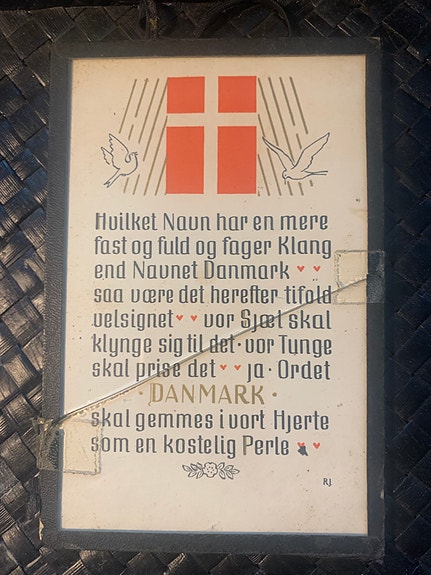 Hvilket Navn har en mere
fast og fuld og fager Klang
end Navnet Danmark
saa være det herefter tifold
velsignet vor Sjæl skal
klynge sig til det · vor Tunge
skal prise det ja · Ordet
· DANMARK ·
skal gemmes i vort Hjerte
som en kostelig Perle
R.J.